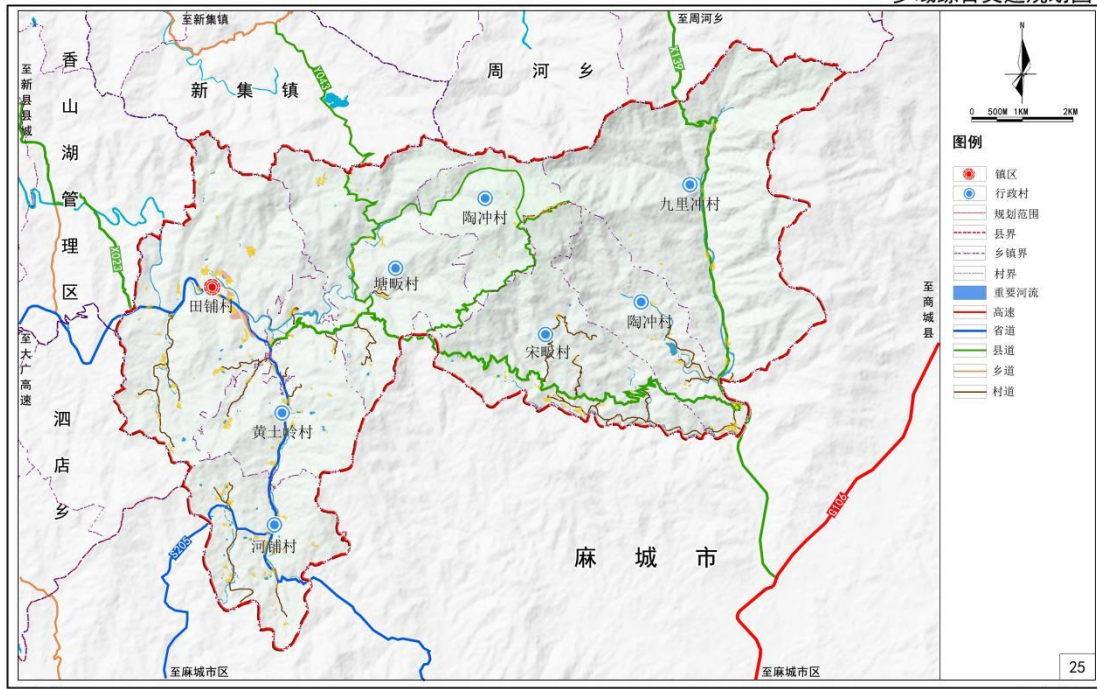 乡域综合交通规划图
至新集镇
至周河乡
至新县县城
香山湖管理区
新集镇
周河乡
X043
X139
X023
陶冲村
九里冲村
塘畈村
田铺村
陶冲村
宋畈村
黄土岭村
河铺村
至大广高速
泗店乡
至商城县
S205
G106
麻城市
至麻城市区
至麻城市区
N
0 500M 1KM 2KM
图例
镇区
行政村
规划范围
县界
乡镇界
村界
重要河流
高速
省道
县道
乡道
村道
25